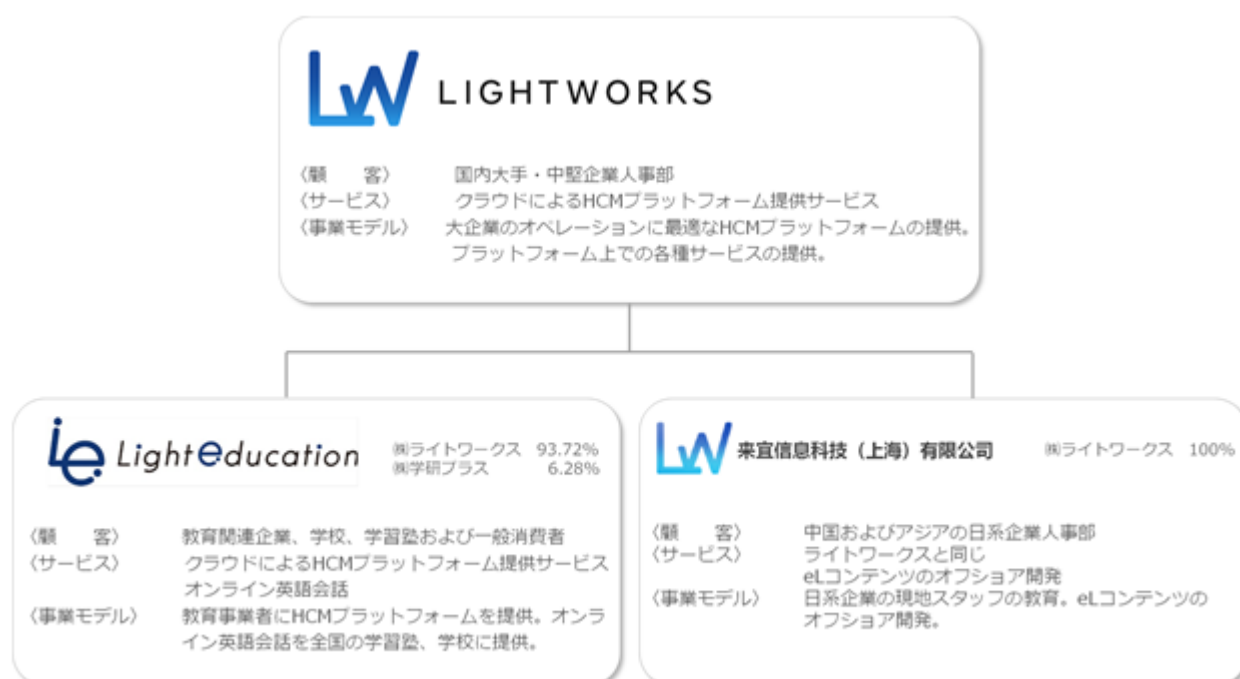 LW LIGHTWORKS
〈顧　　客〉　国内大手・中堅企業人事部
〈サービス〉　クラウドによるHCMプラットフォーム提供サービス
〈事業モデル〉　大企業のオペレーションに最適なHCMプラットフォームの提供。
プラットフォーム上での各種サービスの提供。
Le Light education
㈱ライトワークス　93.72%
㈱学研プラス　6.28%
〈顧　　客〉　教育関連企業、学校、学習塾および一般消費者
〈サービス〉　クラウドによるHCMプラットフォーム提供サービス
オンライン英語会話
〈事業モデル〉　教育事業者にHCMプラットフォームを提供。オンラ
イン英語会話を全国の学習塾、学校に提供。
LW 来宜信息科技（上海）有限公司　㈱ライトワークス　100%
〈顧　　客〉　中国およびアジアの日系企業人事部
〈サービス〉　ライトワークスと同じ
eLコンテンツのオフショア開発
〈事業モデル〉　日系企業の現地スタッフの教育。eLコンテンツの
オフショア開発。